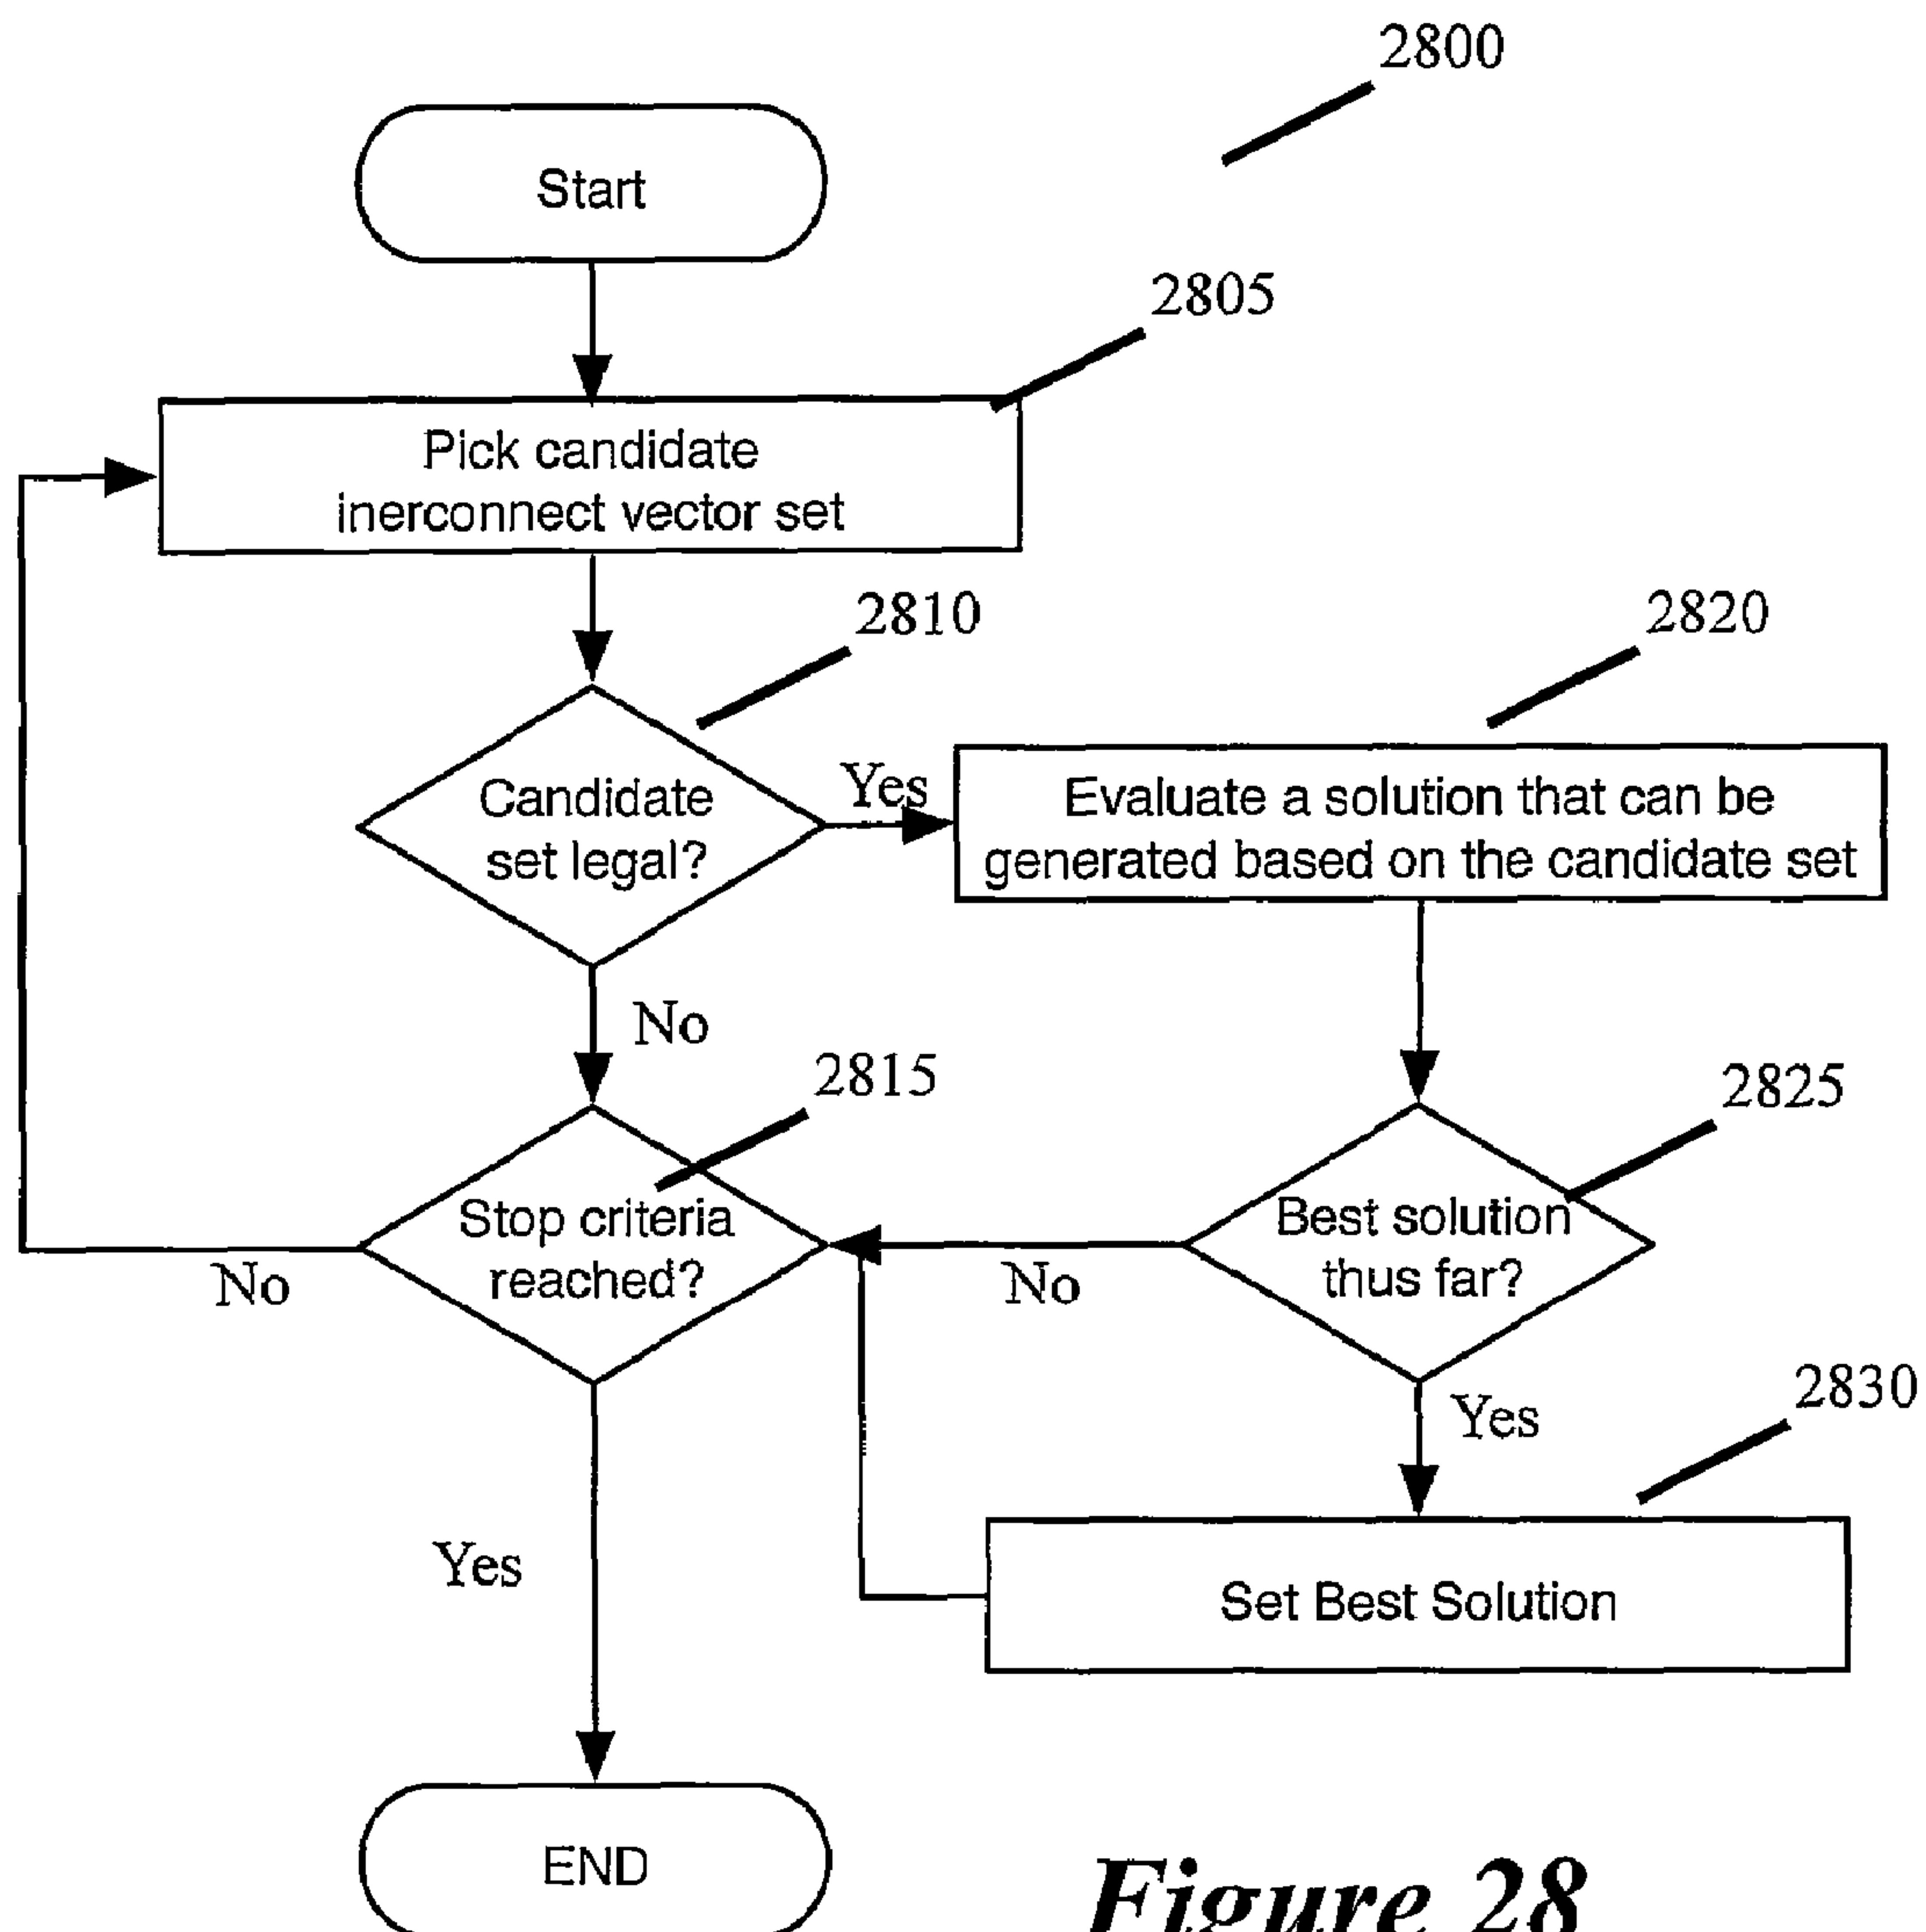 2800
Start
2805
Pick candidate
inerconnect vector set
2810
2820
Candidate
set legal?
Yes
Evaluate a solution that can be
generated based on the candidate set
No
2815
2825
Stop criteria
reached?
No
Best solution
thus far?
No
Yes
2830
Yes
Set Best Solution
END
Figure 28